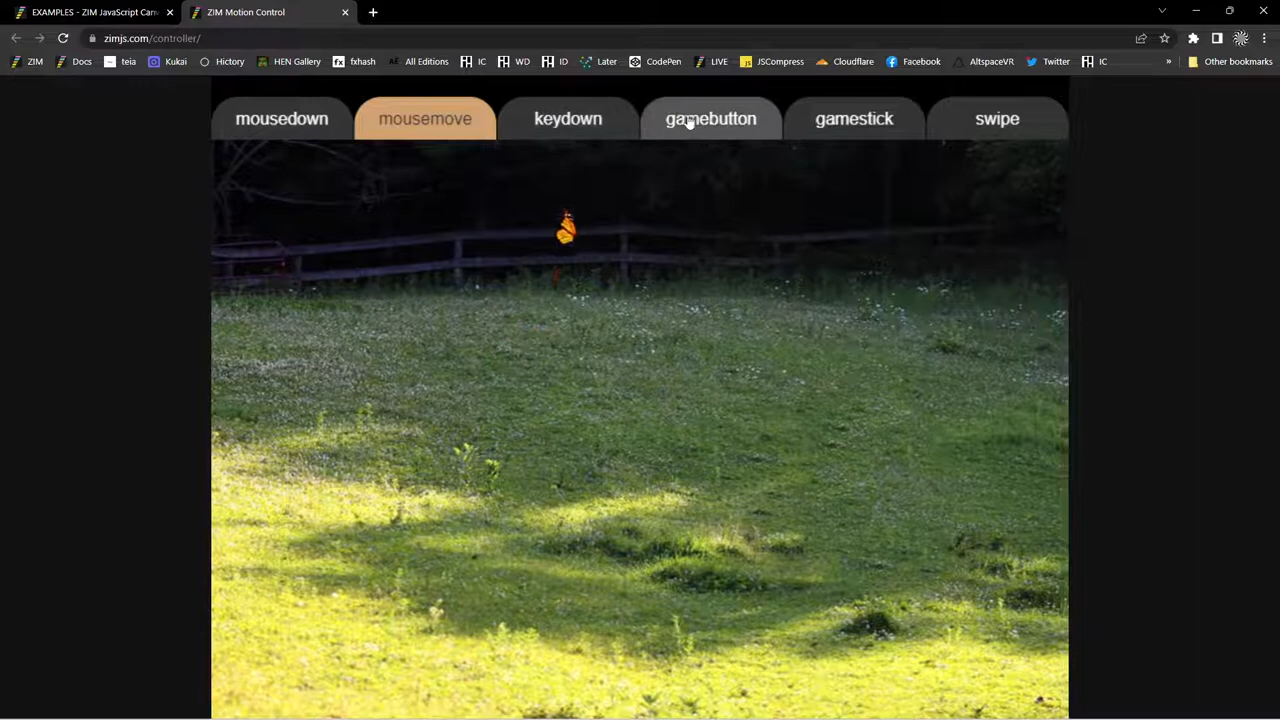 EXAMPLES - ZIM JavaScript Canv
ZIM Motion Control
zimjs.com/controller/
ZIM Docs teia Kukai Hictory HEN Gallery fxhash All Editions IC WD ID Later CodePen LIVE JSCompress Cloudflare Facebook AltspaceVR Twitter IC » Other bookmarks
mousedown mousemove keydown gamebutton gamestick swipe